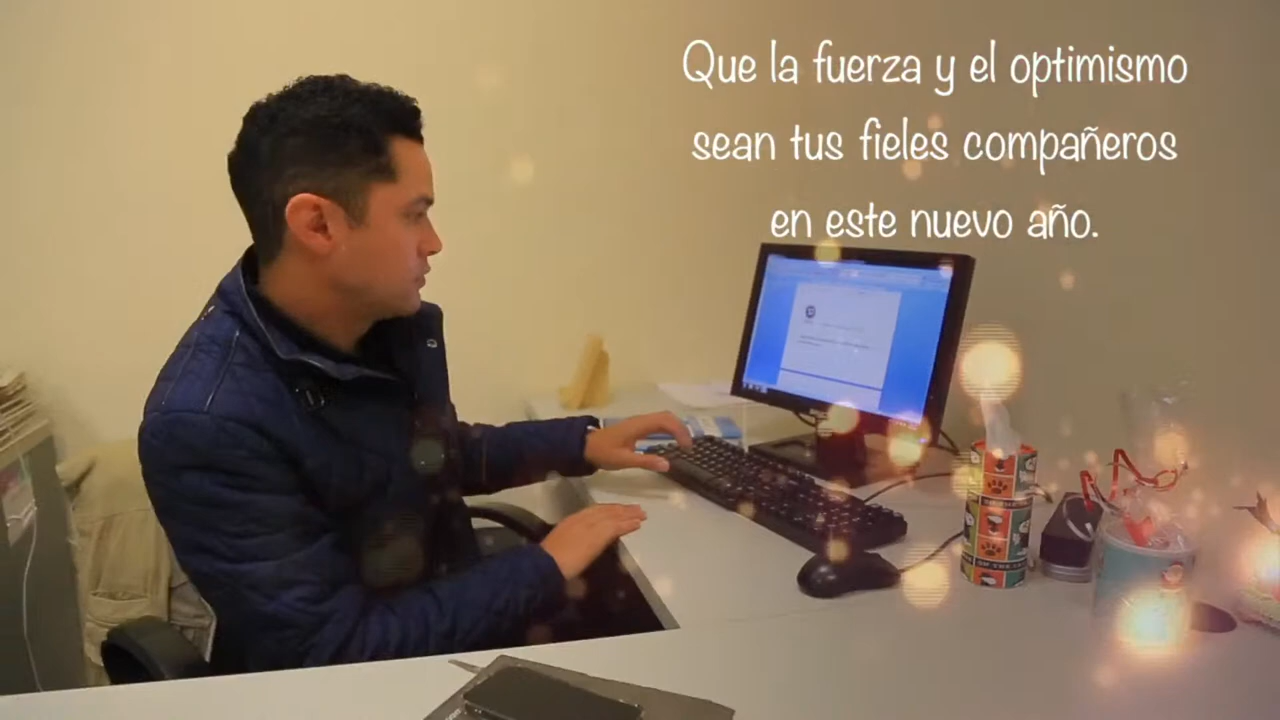 Que la fuerza y el optimismo
sean tus fieles compañeros
en este nuevo año.